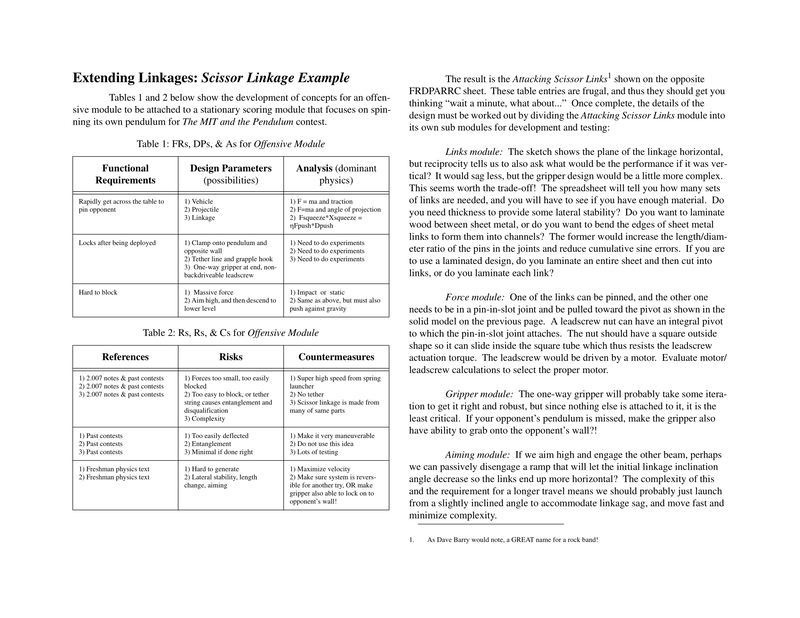 Extending Linkages: Scissor Linkage Example
Tables 1 and 2 below show the development of concepts for an offen-
sive module to be attached to a stationary scoring module that focuses on spin-
ning its own pendulum for The MIT and the Pendulum contest.
Table 1: FRs, DPs, & As for Offensive Module
Functional Requirements
Design Parameters (possibilities)
Analysis (dominant physics)
Rapidly get across the table to
pin opponent
1) Vehicle
2) Projectile
3) Linkage
1) F = ma and traction
2) F=ma and angle of projection
2) Fsqueeze*Xsqueeze =
ηFpush*Dpush
Locks after being deployed
1) Clamp onto pendulum and
opposite wall
2) Tether line and grapple hook
3) One-way gripper at end, non-
backdriveable leadscrew
1) Need to do experiments
2) Need to do experiments
3) Need to do experiments
Hard to block
1) Massive force
2) Aim high, and then descend to
lower level
1) Impact or static
2) Same as above, but must also
push against gravity
Table 2: Rs, Rs, & Cs for Offensive Module
References
Risks
Countermeasures
1) 2.007 notes & past contests
2) 2.007 notes & past contests
3) 2.007 notes & past contests
1) Forces too small, too easily
blocked
2) Too easy to block, or tether
string causes entanglement and
disqualification
3) Complexity
1) Super high speed from spring
launcher
2) No tether
3) Scissor linkage is made from
many of same parts
1) Past contests
2) Past contests
3) Past contests
1) Too easily deflected
2) Entanglement
3) Minimal if done right
1) Make it very maneuverable
2) Do not use this idea
3) Lots of testing
1) Freshman physics text
2) Freshman physics text
1) Hard to generate
2) Lateral stability, length
change, aiming
1) Maximize velocity
2) Make sure system is revers-
ible for another try, OR make
gripper also able to lock on to
opponent's wall!
The result is the Attacking Scissor Links1 shown on the opposite
FRDPARRC sheet. These table entries are frugal, and thus they should get you
thinking "wait a minute, what about..." Once complete, the details of the
design must be worked out by dividing the Attacking Scissor Links module into
its own sub modules for development and testing:
Links module: The sketch shows the plane of the linkage horizontal,
but reciprocity tells us to also ask what would be the performance if it was ver-
tical? It would sag less, but the gripper design would be a little more complex.
This seems worth the trade-off! The spreadsheet will tell you how many sets
of links are needed, and you will have to see if you have enough material. Do
you need thickness to provide some lateral stability? Do you want to laminate
wood between sheet metal, or do you want to bend the edges of sheet metal
links to form them into channels? The former would increase the length/diam-
eter ratio of the pins in the joints and reduce cumulative sine errors. If you are
to use a laminated design, do you laminate an entire sheet and then cut into
links, or do you laminate each link?
Force module: One of the links can be pinned, and the other one
needs to be in a pin-in-slot joint and be pulled toward the pivot as shown in the
solid model on the previous page. A leadscrew nut can have an integral pivot
to which the pin-in-slot joint attaches. The nut should have a square outside
shape so it can slide inside the square tube which thus resists the leadscrew
actuation torque. The leadscrew would be driven by a motor. Evaluate motor/
leadscrew calculations to select the proper motor.
Gripper module: The one-way gripper will probably take some itera-
tion to get it right and robust, but since nothing else is attached to it, it is the
least critical. If your opponent's pendulum is missed, make the gripper also
have ability to grab onto the opponent's wall?!
Aiming module: If we aim high and engage the other beam, perhaps
we can passively disengage a ramp that will let the initial linkage inclination
angle decrease so the links end up more horizontal? The complexity of this
and the requirement for a longer travel means we should probably just launch
from a slightly inclined angle to accommodate linkage sag, and move fast and
minimize complexity.
1. As Dave Barry would note, a GREAT name for a rock band!